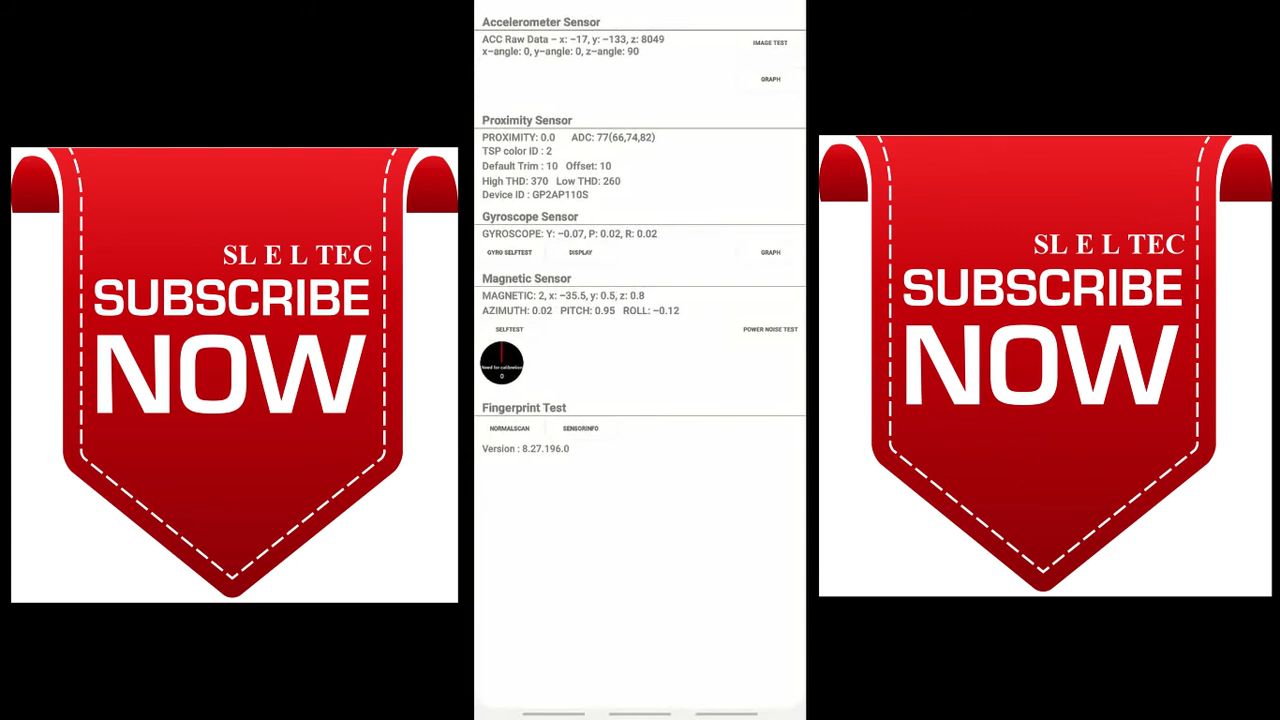 SL E L TEC
SUBSCRIBE
NOW
Accelerometer Sensor
ACC Raw Data – x: –17, y: –133, z: 8049
x–angle: 0, y–angle: 0, z–angle: 90
IMAGE TEST
GRAPH
Proximity Sensor
PROXIMITY: 0.0 ADC: 77(66,74,82)
TSP color ID : 2
Default Trim : 10 Offset: 10
High THD: 370 Low THD: 260
Device ID : GP2AP110S
Gyroscope Sensor
GYROSCOPE: Y: –0.07, P: 0.02, R: 0.02
GYRO SELFTEST DISPLAY GRAPH
Magnetic Sensor
MAGNETIC: 2, x: –35.5, y: 0.5, z: 0.8
AZIMUTH: 0.02 PITCH: 0.95 ROLL: –0.12
SELFTEST POWER NOISE TEST
Need for calibration
0
Fingerprint Test
NORMALSCAN SENSORINFO
Version : 8.27.196.0
SL E L TEC
SUBSCRIBE
NOW